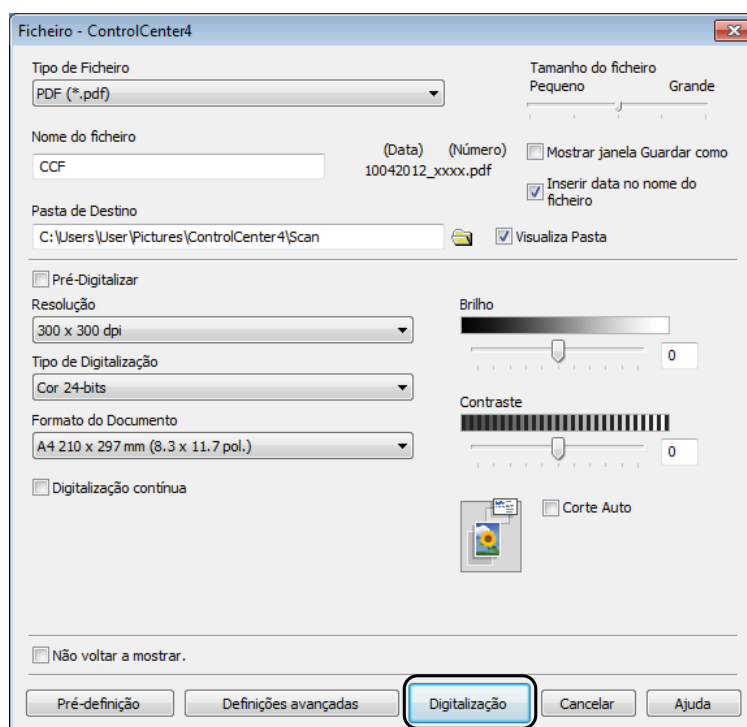 Ficheiro - ControlCenter4
Tipo de Ficheiro
PDF (*.pdf)
Tamanho do ficheiro
Pequeno Grande
Nome do ficheiro
CCF
(Data) (Número)
10042012_xxxx.pdf
Mostrar janela Guardar como
Inserir data no nome do
ficheiro
Pasta de Destino
C:\Users\User\Pictures\ControlCenter4\Scan
Visualiza Pasta
Pré-Digitalizar
Resolução
300 x 300 dpi
Tipo de Digitalização
Cor 24-bits
Formato do Documento
A4 210 x 297 mm (8.3 x 11.7 pol.)
Digitalização contínua
Brilho
0
Contraste
0
Corte Auto
Não voltar a mostrar.
Pré-definição Definições avançadas Digitalização Cancelar Ajuda